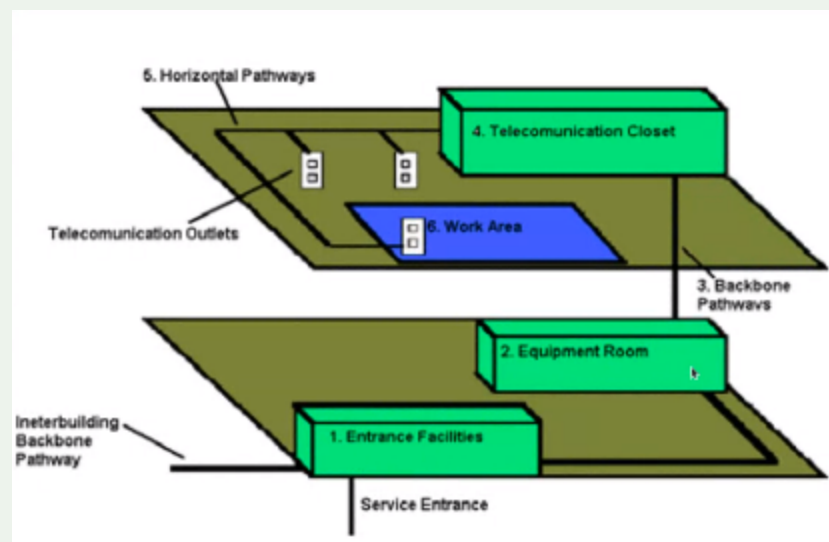 5. Horizontal Pathways
4. Telecomunication Closet
Telecomunication Outlets
6. Work Area
3. Backbone
Pathways
2. Equipment Room
Ineterbuilding
Backbone
Pathway
1. Entrance Facilities
Service Entrance